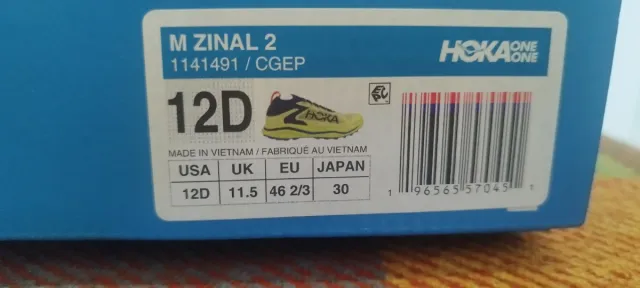 M ZINAL 2
1141491 / CGEP
HOKA ONE ONE
12D
HOKA
MADE IN VIETNAM / FABRIQUÉ AU VIETNAM
USA UK EU JAPAN
12D 11.5 46 2/3 30
1 96565 57045 1